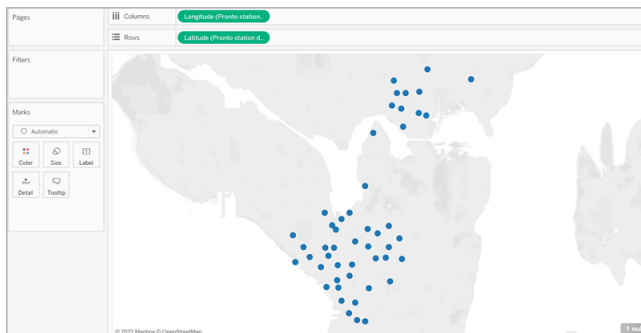 Pages
Columns
Longitude (Pronto station..
Rows
Latitude (Pronto station d..
Filters
Marks
Automatic
Color
Size
Label
Detail
Tooltip
© 2022 Mapbox © OpenStreetMap